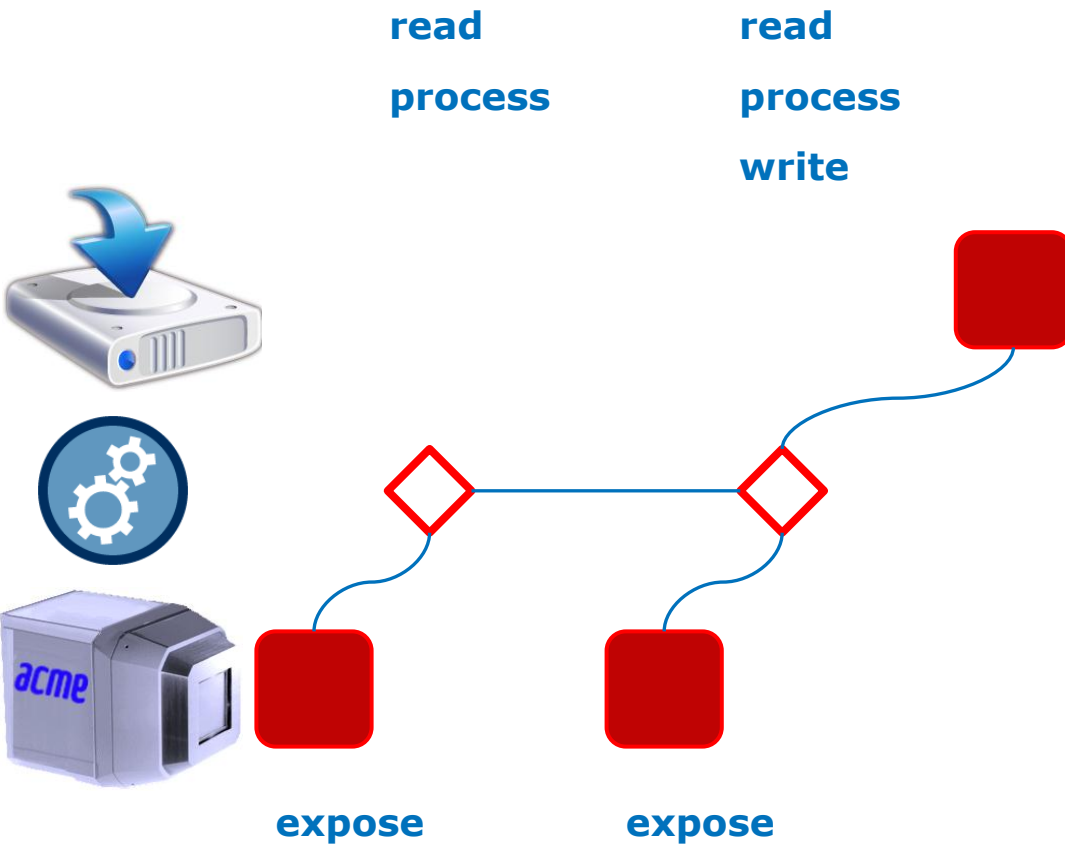 read
process
read
process
write
acme
expose
expose